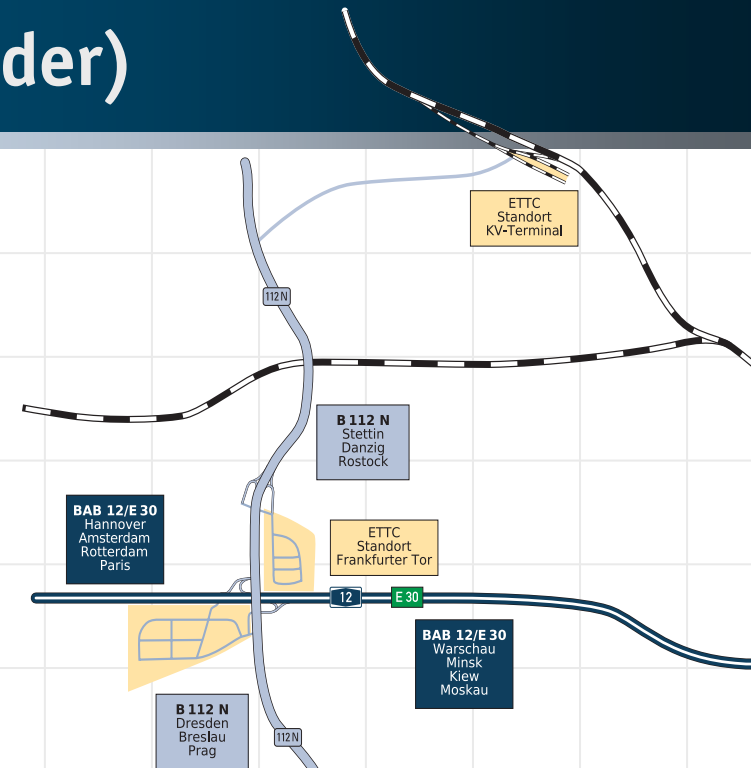 der)
ETTC
Standort
KV-Terminal
112 N
B 112 N
Stettin
Danzig
Rostock
BAB 12/E 30
Hannover
Amsterdam
Rotterdam
Paris
ETTC
Standort
Frankfurter Tor
12
E 30
BAB 12/E 30
Warschau
Minsk
Kiew
Moskau
B 112 N
Dresden
Breslau
Prag
112 N